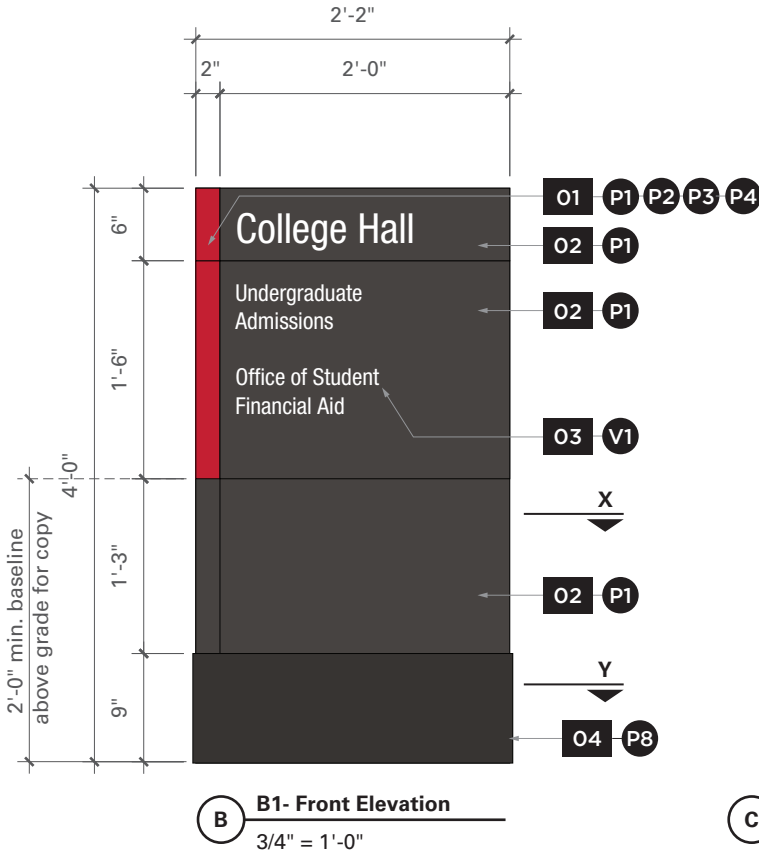 2'-2"
2" 2'-0"
01 P1 P2 P3 P4
6"
College Hall
02 P1
Undergraduate
Admissions
02 P1
1'-6"
Office of Student
Financial Aid
03 V1
4'-0"
X
2'-0" min. baseline
above grade for copy
1'-3"
02 P1
Y
9"
04 P8
B B1- Front Elevation
3/4" = 1'-0"
C